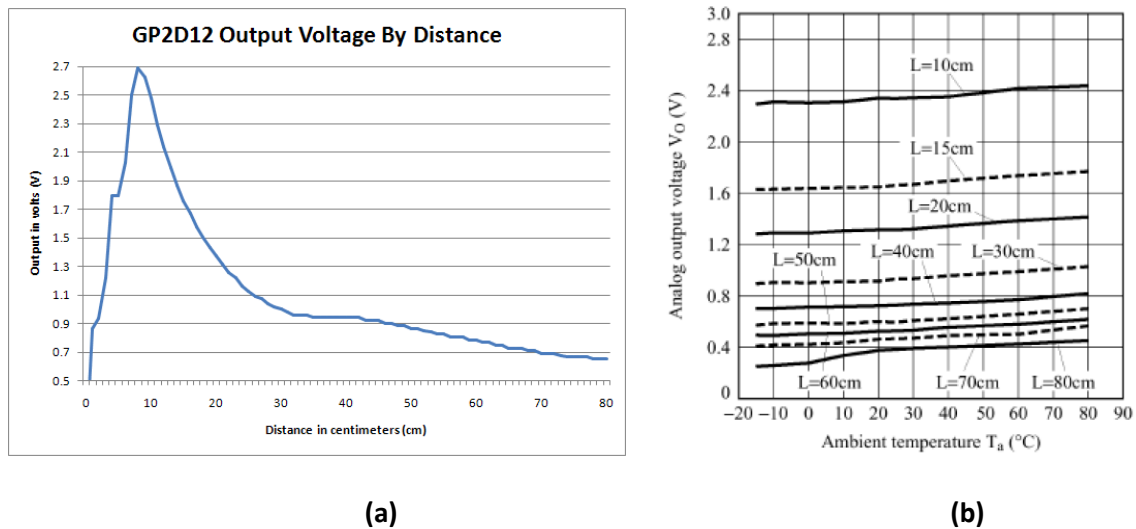 GP2D12 Output Voltage By Distance
Output in volts (V)
2.7
2.5
2.3
2.1
1.9
1.7
1.5
1.3
1.1
0.9
0.7
0.5
0 10 20 30 40 50 60 70 80
Distance in centimeters (cm)
(a)
Analog output voltage VO (V)
3.0
2.8
2.4
2.0
1.6
1.2
0.8
0.4
0
L=10cm
L=15cm
L=20cm
L=50cm L=40cm L=30cm
L=60cm L=70cm L=80cm
−20 −10 0 10 20 30 40 50 60 70 80 90
Ambient temperature Ta (°C)
(b)